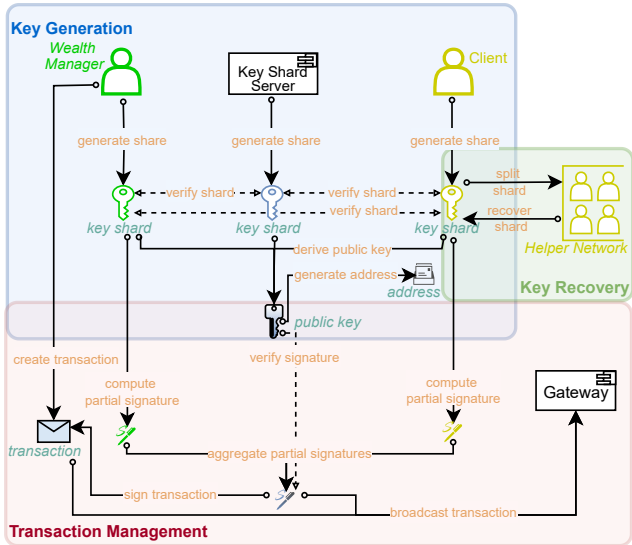 Key Generation
Wealth
Manager
Key Shard
Server
Client
generate share
generate share
generate share
verify shard
verify shard
verify shard
split
shard
recover
shard
key shard
key shard
key shard
Helper Network
derive public key
generate address
address
Key Recovery
public key
create transaction
verify signature
compute
partial signature
compute
partial signature
Gateway
transaction
aggregate partial signatures
sign transaction
broadcast transaction
Transaction Management